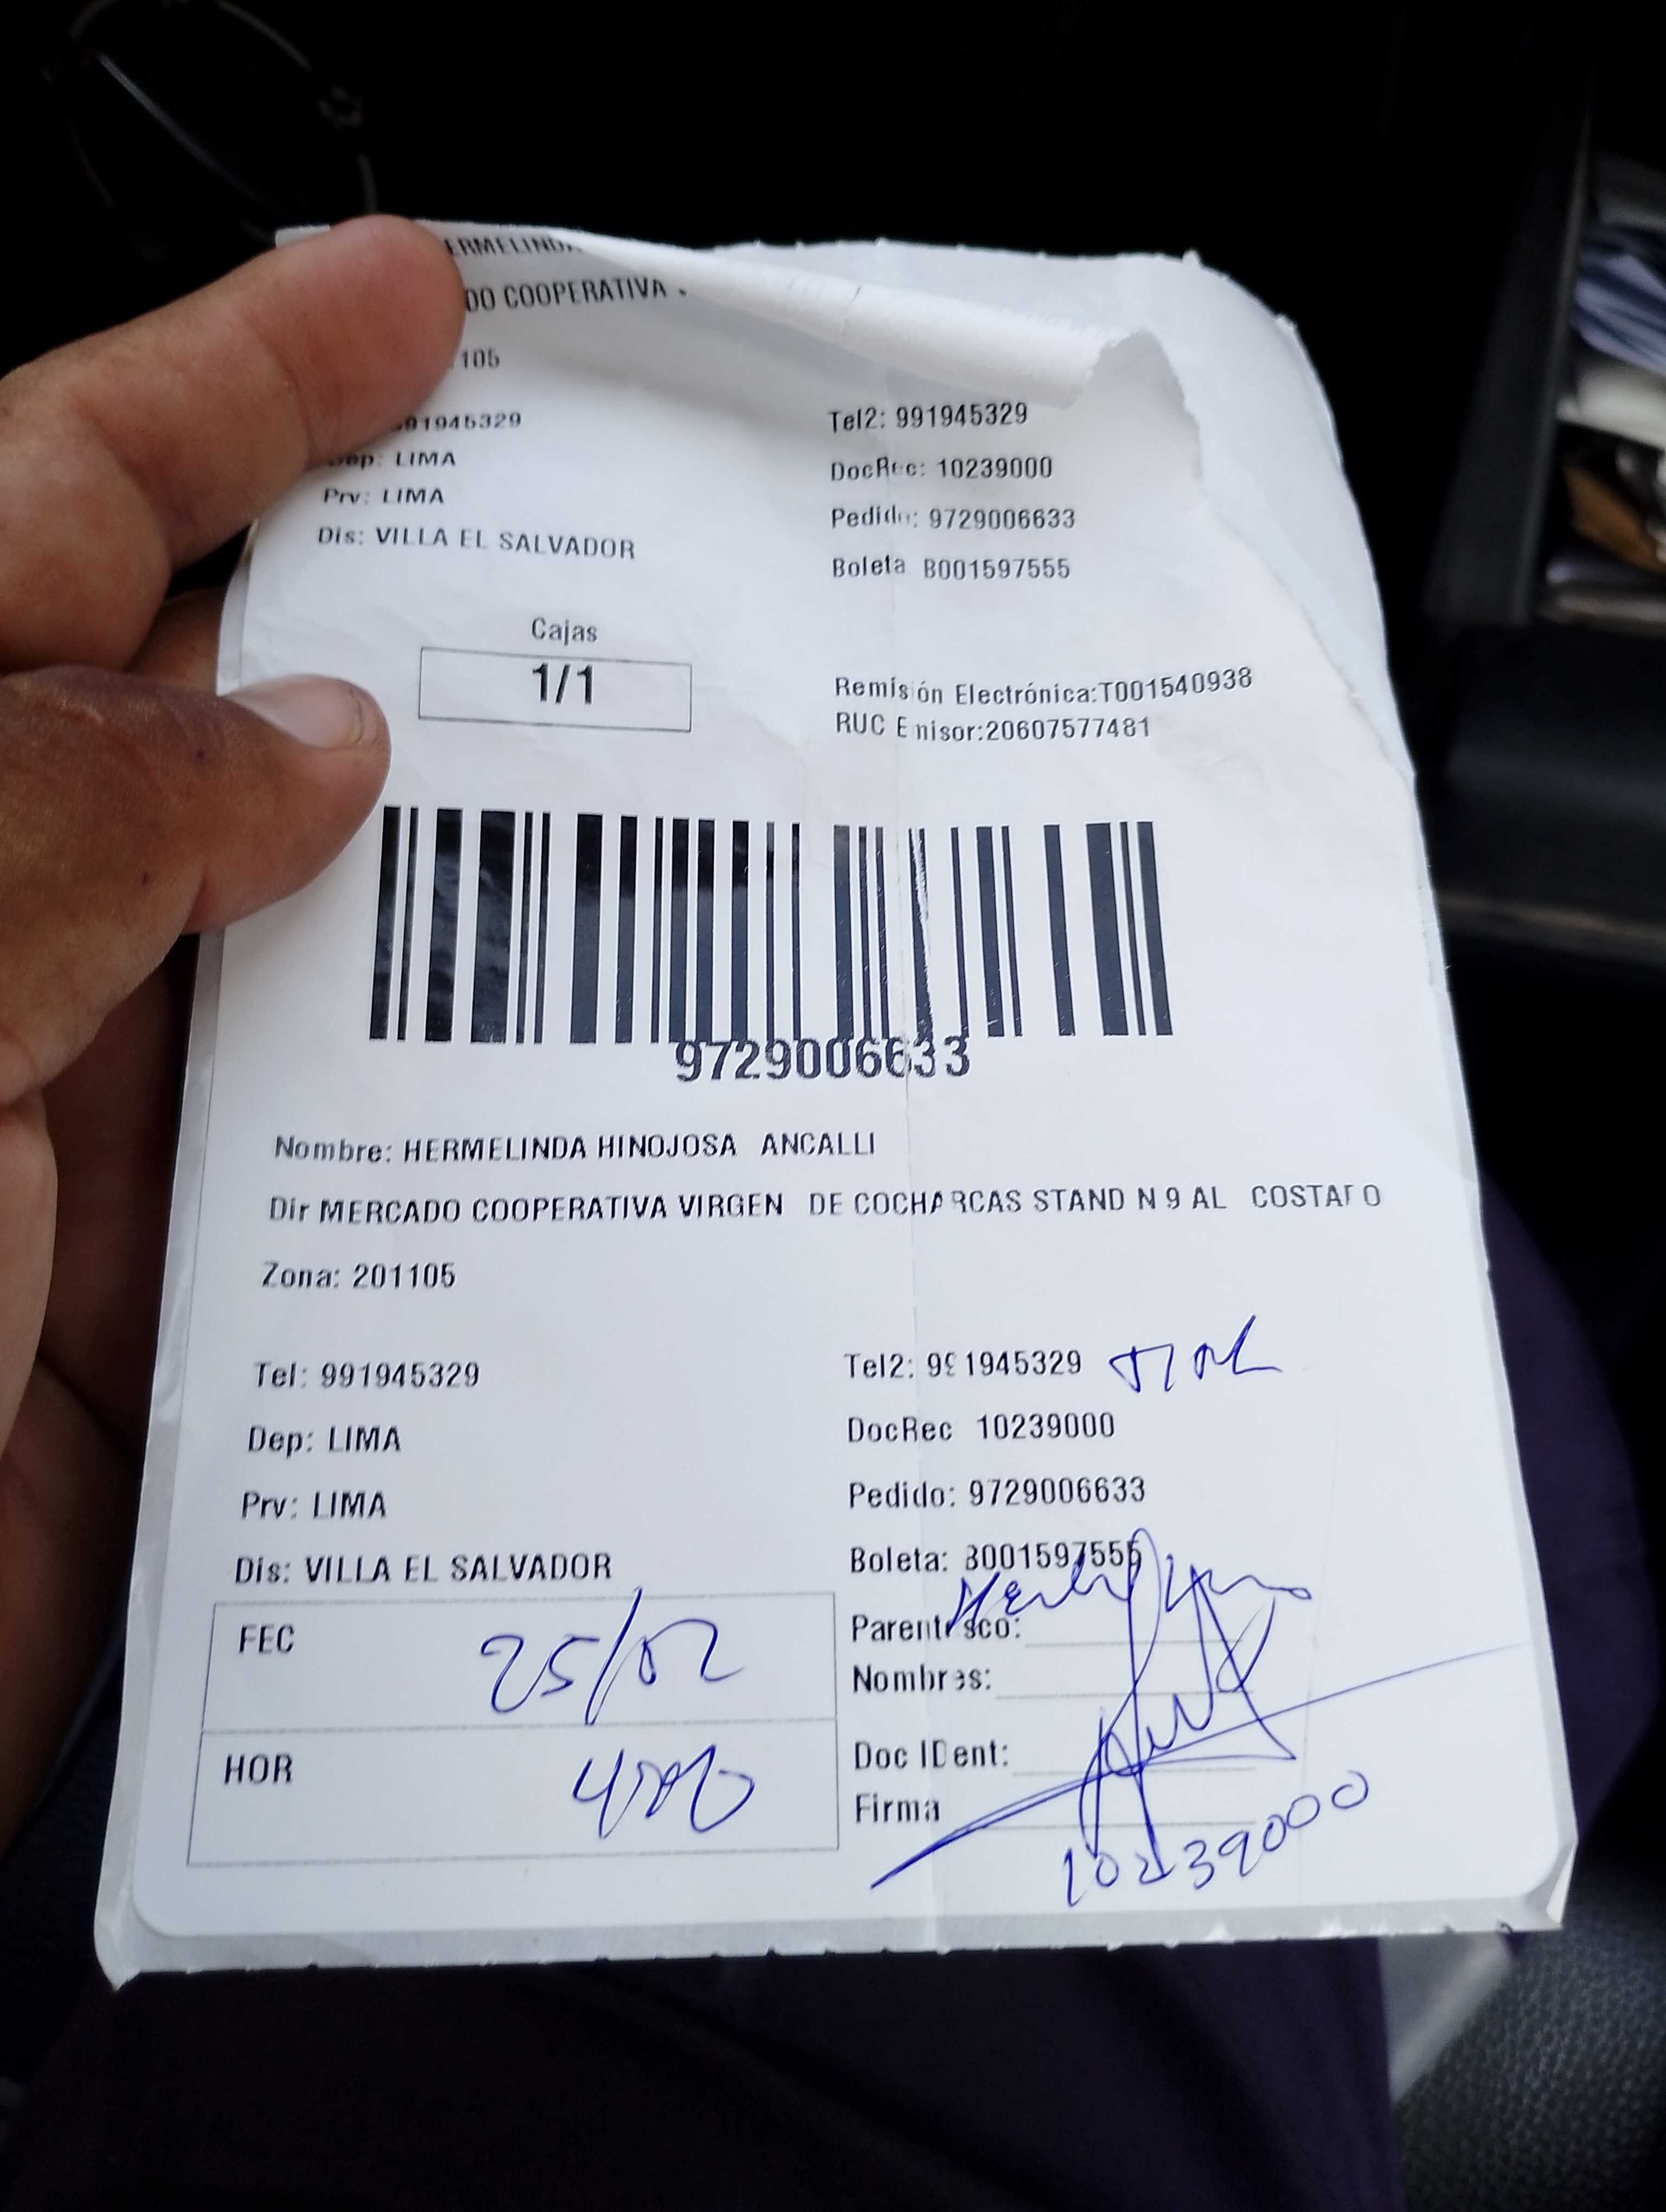 ERMELINDA
DO COOPERATIVA
105
91945329
Tel2: 991945329
Dep: LIMA
DocRec: 10239000
Prv: LIMA
Pedido: 9729006633
Dis: VILLA EL SALVADOR
Boleta B001597555
Cajas
1/1
Remisión Electrónica:T001540938
RUC Emisor:20607577481
9729006633
Nombre: HERMELINDA HINOJOSA ANCALLI
Dir MERCADO COOPERATIVA VIRGEN DE COCHARCAS STAND N 9 AL COSTADO
Zona: 201105
Tel: 991945329
Tel2: 991945329
Dep: LIMA
DocRec 10239000
Prv: LIMA
Pedido: 9729006633
Dis: VILLA EL SALVADOR
Boleta: B001597555
FEC 25/02
Parentesco:
Nombres:
HOR
Doc IDent:
Firma
10239000